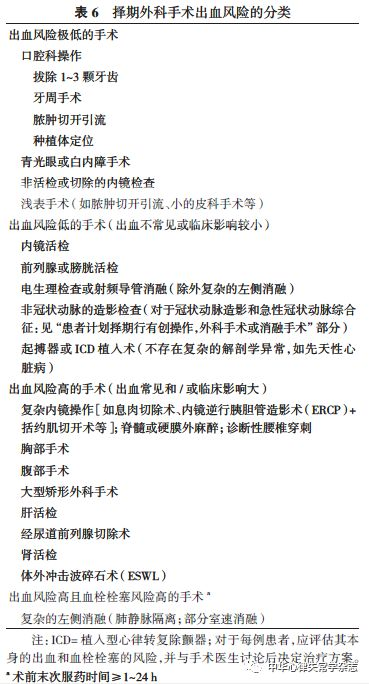 表 6 择期外科手术出血风险的分类
出血风险极低的手术
口腔科操作
拔除 1~3 颗牙齿
牙周手术
脓肿切开引流
种植体定位
青光眼或白内障手术
非活检或切除的内镜检查
浅表手术（如脓肿切开引流、小的皮科手术等）
出血风险低的手术（出血不常见或临床影响较小）
内镜活检
前列腺或膀胱活检
电生理检查或射频导管消融（除外复杂的左侧消融）
非冠状动脉的造影检查（对于冠状动脉造影和急性冠状动脉综合
征：见“患者计划择期行有创操作，外科手术或消融手术”部分）
起搏器或 ICD 植入术（不存在复杂的解剖学异常，如先天性心
脏病）
出血风险高的手术（出血常见和/或临床影响大）
复杂内镜操作［如息肉切除术、内镜逆行胰胆管造影术（ERCP）+
括约肌切开术等］；脊髓或硬膜外麻醉；诊断性腰椎穿刺
胸部手术
腹部手术
大型矫形外科手术
肝活检
经尿道前列腺切除术
肾活检
体外冲击波碎石术（ESWL）
出血风险高且血栓栓塞风险高的手术 a
复杂的左侧消融（肺静脉隔离；部分室速消融）
注：ICD＝植入型心律转复除颤器；对于每例患者，应评估其本
身的出血和血栓栓塞的风险，并与手术医生讨论后决定治疗方案。
a 术前末次服药时间≥1~24 h
中华心律失常学杂志